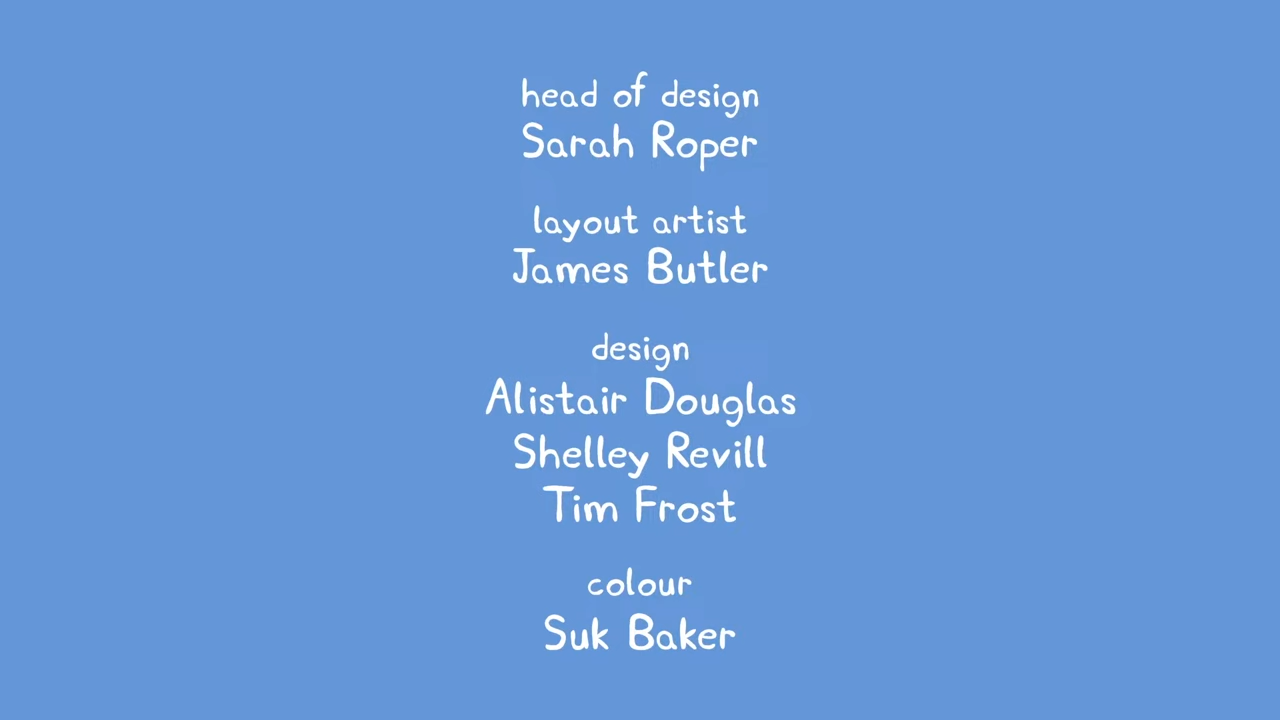 head of design
Sarah Roper
layout artist
James Butler
design
Alistair Douglas
Shelley Revill
Tim Frost
colour
Suk Baker